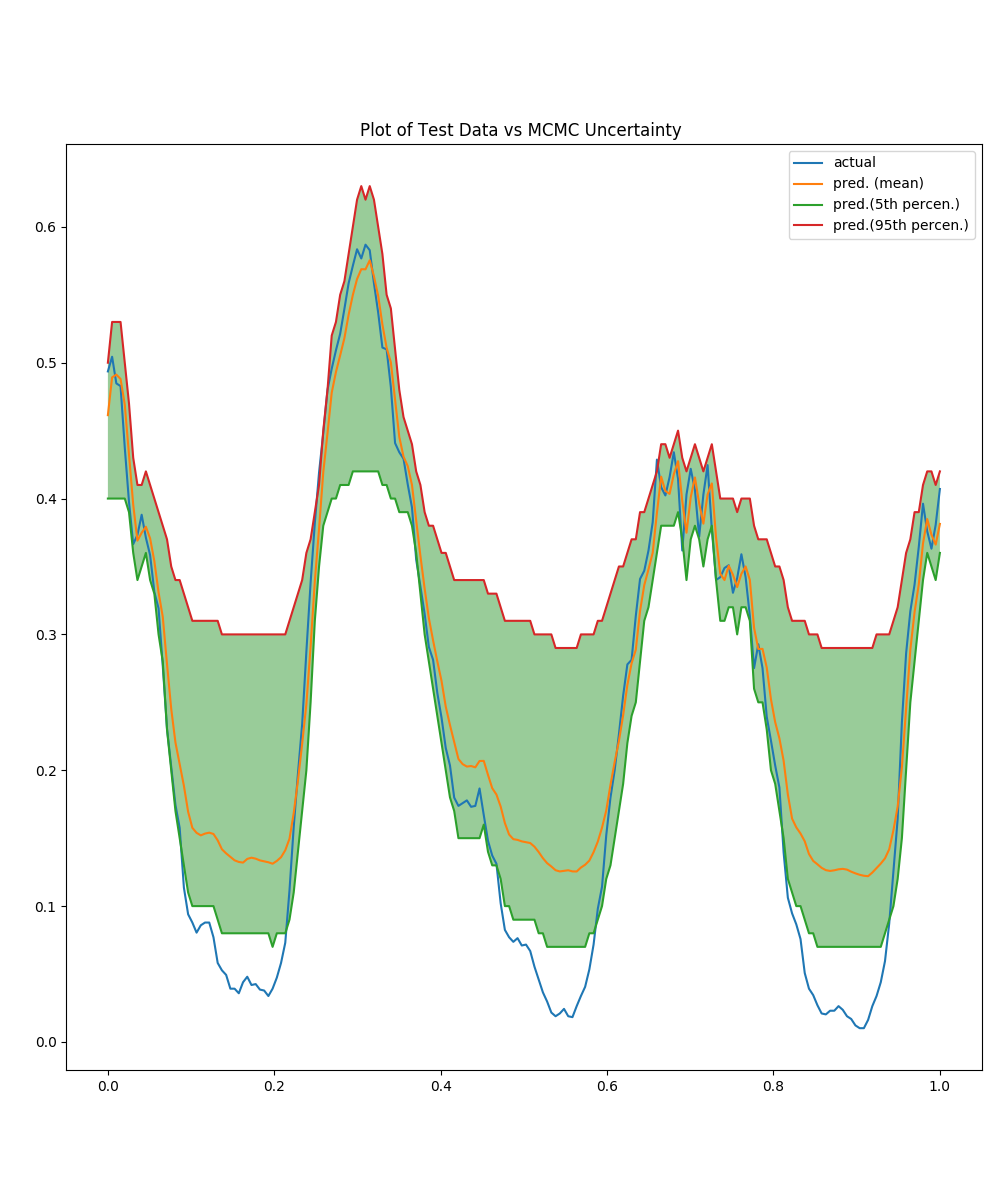 Plot of Test Data vs MCMC Uncertainty
actual
pred. (mean)
pred.(5th percen.)
pred.(95th percen.)
0.6
0.5
0.4
0.3
0.2
0.1
0.0
0.0 0.2 0.4 0.6 0.8 1.0